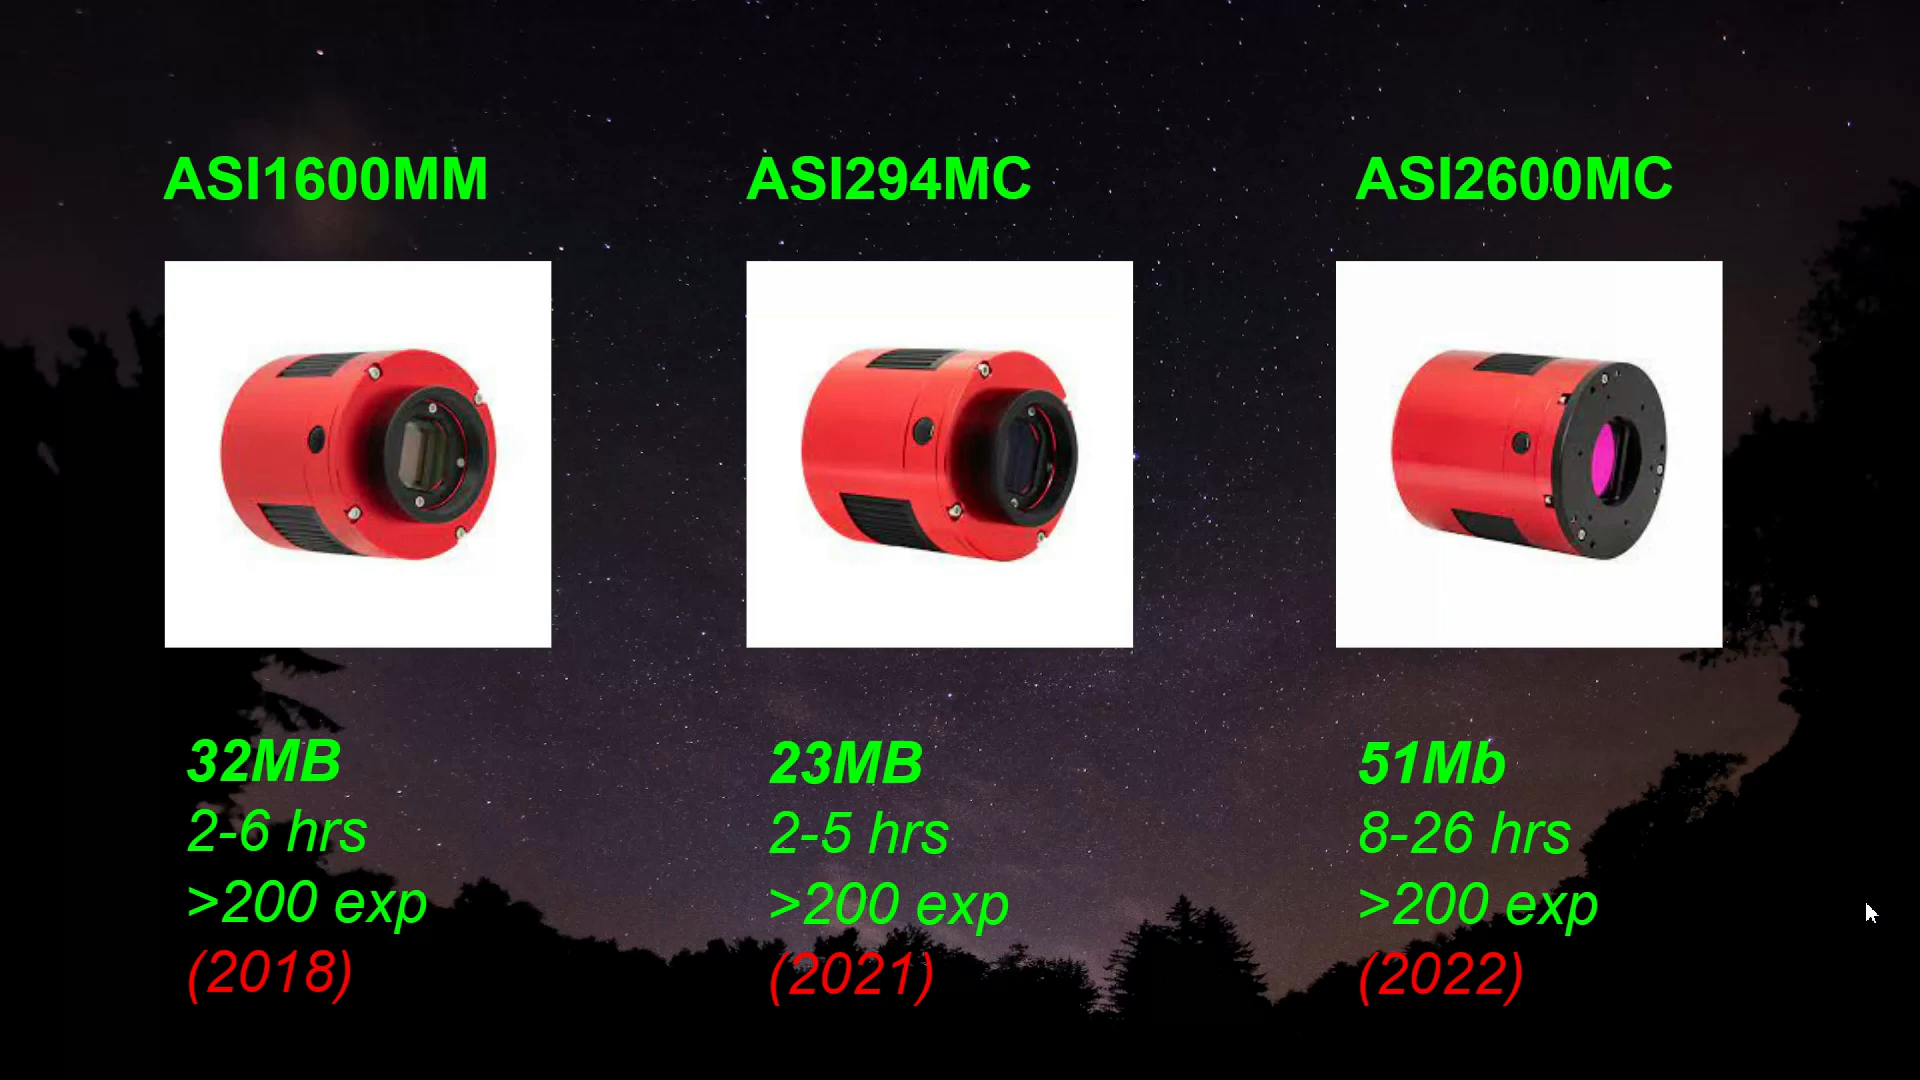 ASI1600MM
ASI294MC
ASI2600MC
32MB
2-6 hrs
>200 exp
(2018)
23MB
2-5 hrs
>200 exp
(2021)
51Mb
8-26 hrs
>200 exp
(2022)